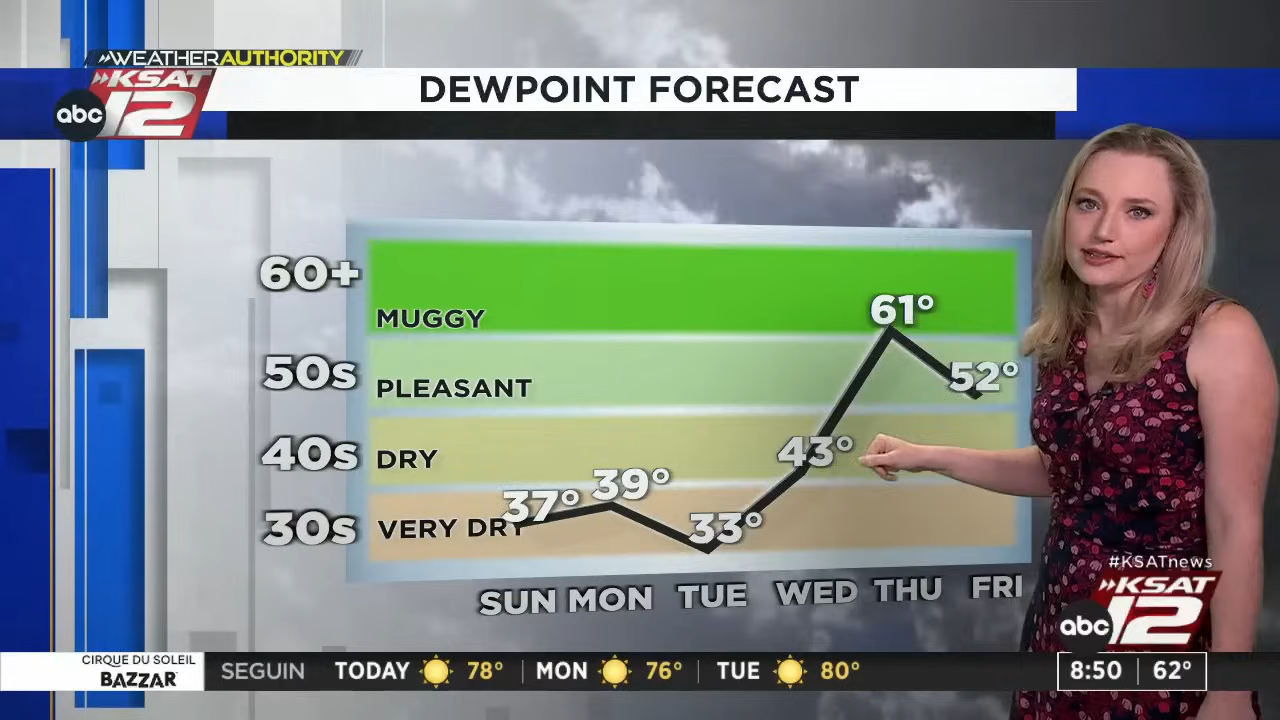 »WEATHERAUTHORITY
»KSAT
abc 12
DEWPOINT FORECAST
60+
MUGGY
61°
50s
PLEASANT
52°
40s
DRY
43°
30s
VERY DRY
37°
39°
33°
SUN MON TUE WED THU FRI
#KSATnews
»KSAT
abc 12
CIRQUE DU SOLEIL
BAZZAR
SEGUIN TODAY 78° MON 76° TUE 80°
8:50 62°